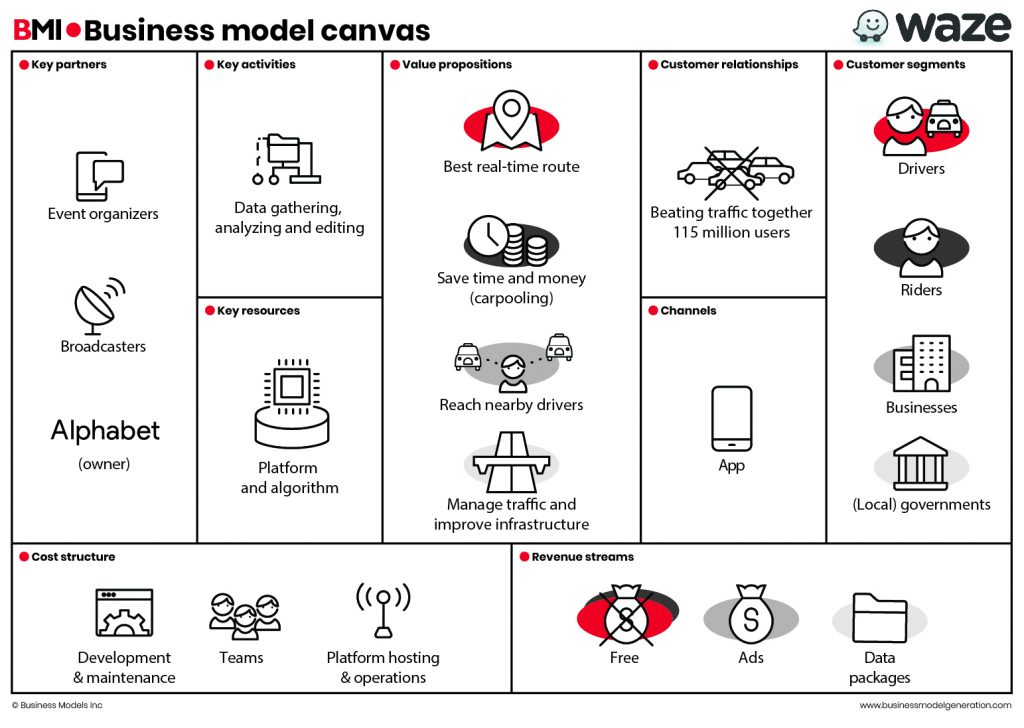 BMI Business model canvas
waze
Key partners
Event organizers
Broadcasters
Alphabet
(owner)
Key activities
Data gathering,
analyzing and editing
Key resources
Platform
and algorithm
Value propositions
Best real-time route
Save time and money
(carpooling)
Reach nearby drivers
Manage traffic and
improve infrastructure
Customer relationships
Beating traffic together
115 million users
Channels
App
Customer segments
Drivers
Riders
Businesses
(Local) governments
Cost structure
Development
& maintenance
Teams
Platform hosting
& operations
Revenue streams
S
Free
S
Ads
Data
packages
© Business Models Inc
www.businessmodelgeneration.com